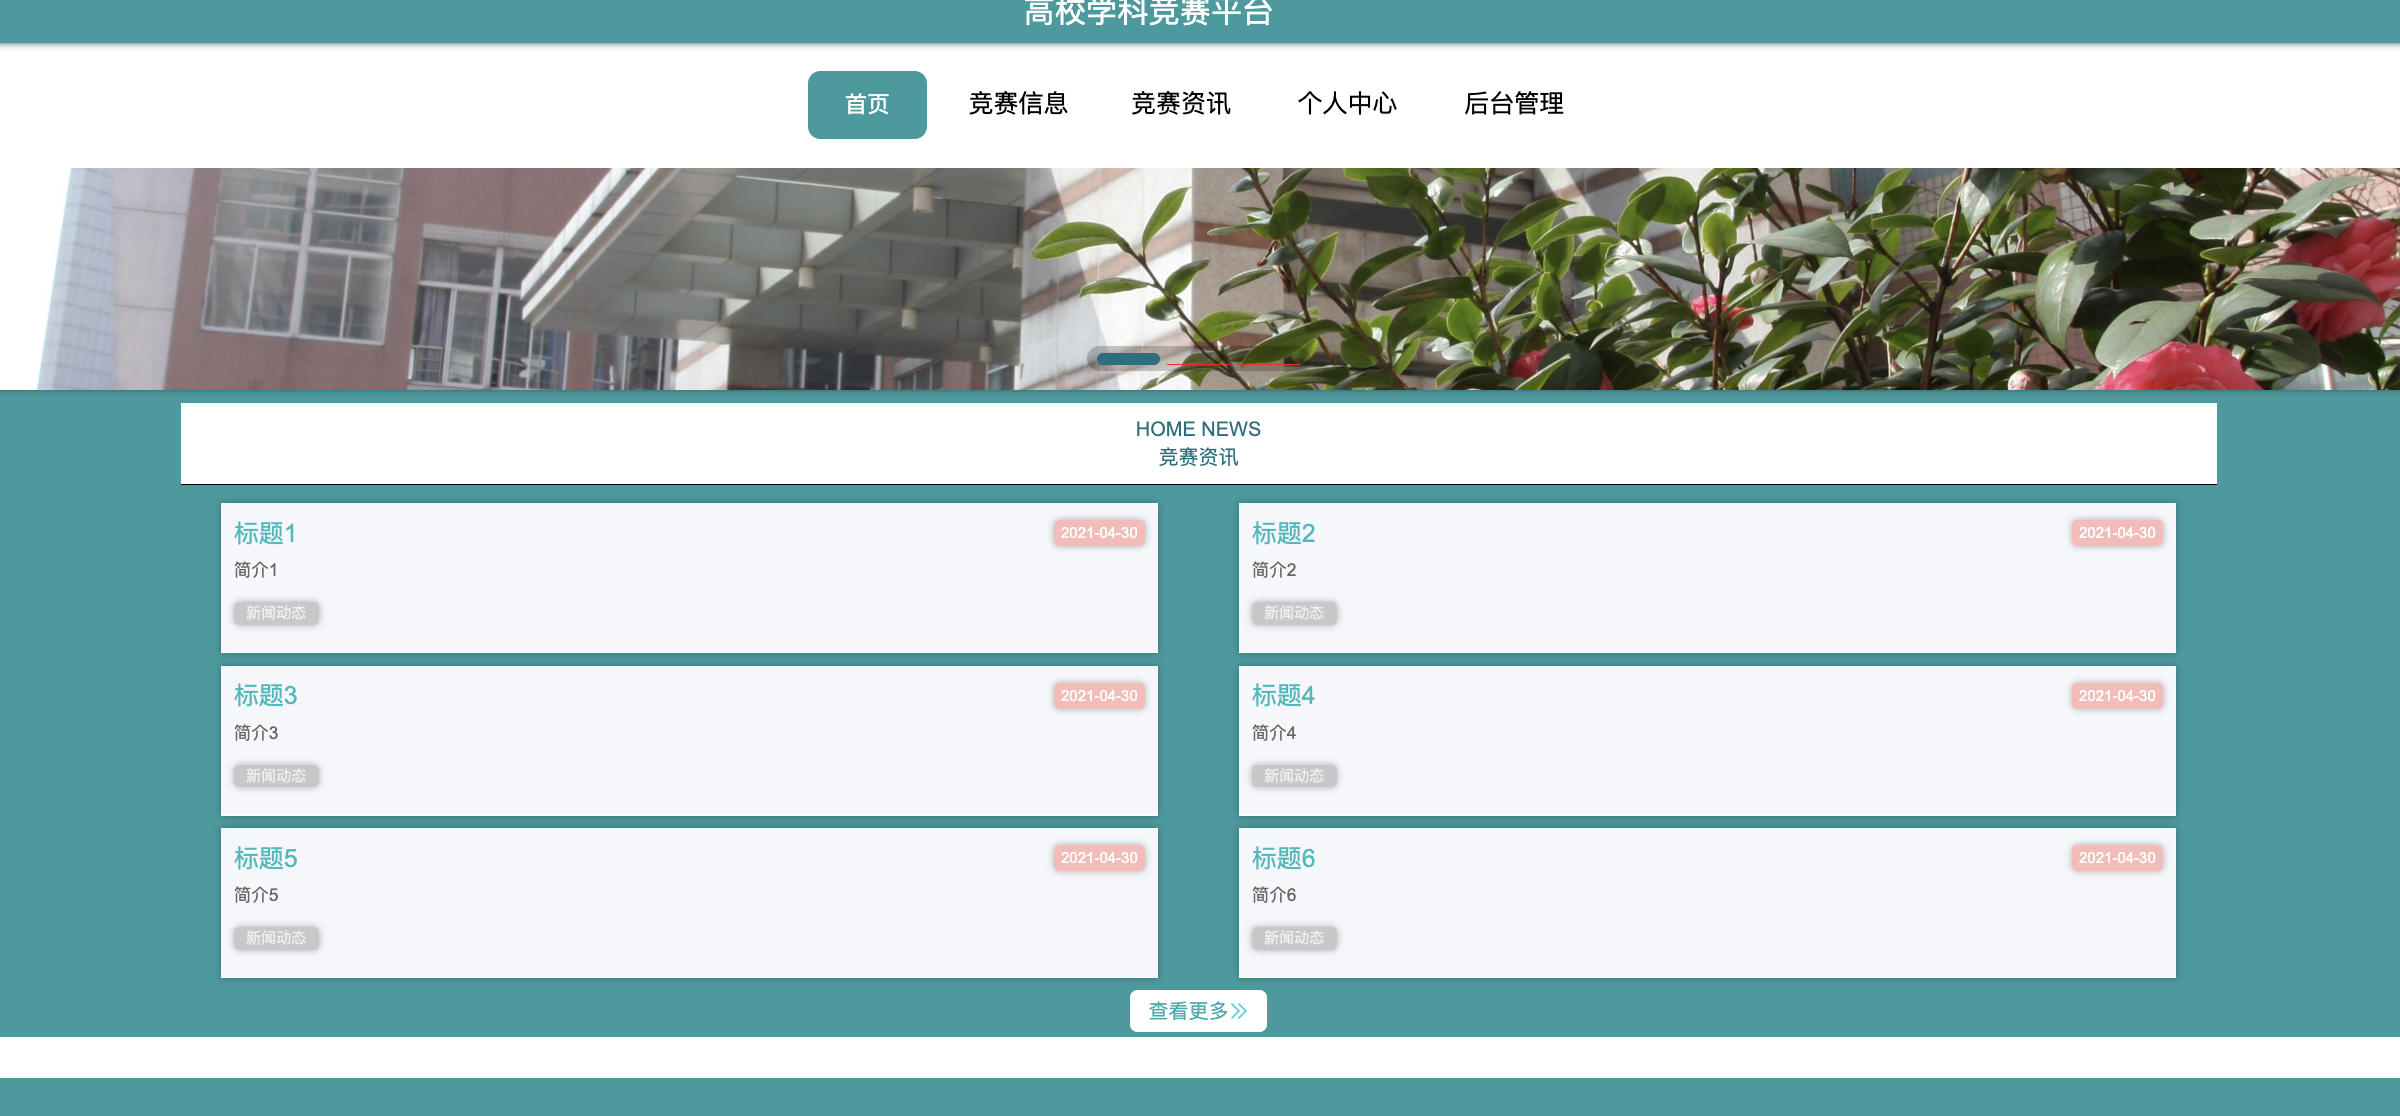 高校学科竞赛平台
首页 竞赛信息 竞赛资讯 个人中心 后台管理
HOME NEWS
竞赛资讯
标题1 2021-04-30
简介1
新闻动态
标题2 2021-04-30
简介2
新闻动态
标题3 2021-04-30
简介3
新闻动态
标题4 2021-04-30
简介4
新闻动态
标题5 2021-04-30
简介5
新闻动态
标题6 2021-04-30
简介6
新闻动态
查看更多